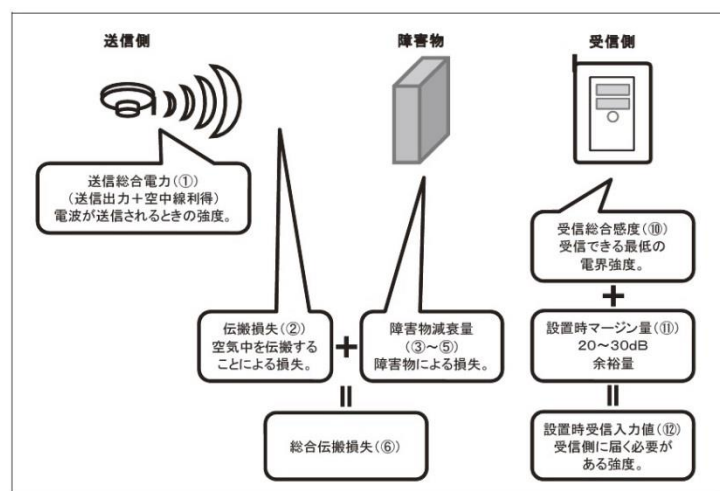 送信側
障害物
受信側
送信総合電力(①)
(送信出力+空中線利得)
電波が送信されるときの強度。
受信総合感度(⑩)
受信できる最低の
電界強度。
+
伝搬損失(②)
空気中を伝搬する
ことによる損失。
+
障害物減衰量
(③~⑤)
障害物による損失。
設置時マージン量(⑪)
20~30dB
余裕量
=
=
総合伝搬損失(⑥)
設置時受信入力値(⑫)
受信側に届く必要が
ある強度。